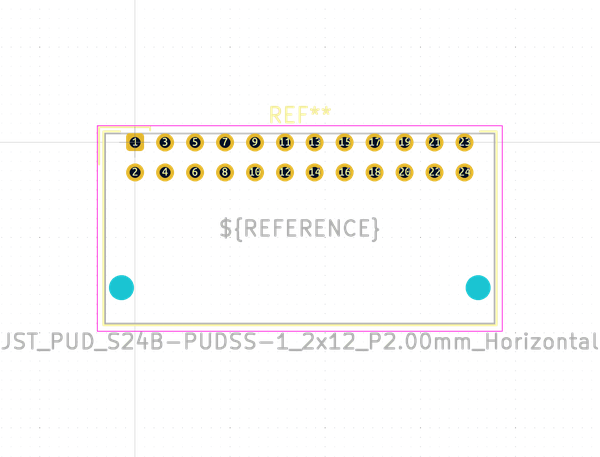 REF**
1 3 5 7 9 11 13 15 17 19 21 23
2 4 6 8 10 12 14 16 18 20 22 24
${REFERENCE}
JST_PUD_S24B-PUDSS-1_2x12_P2.00mm_Horizontal